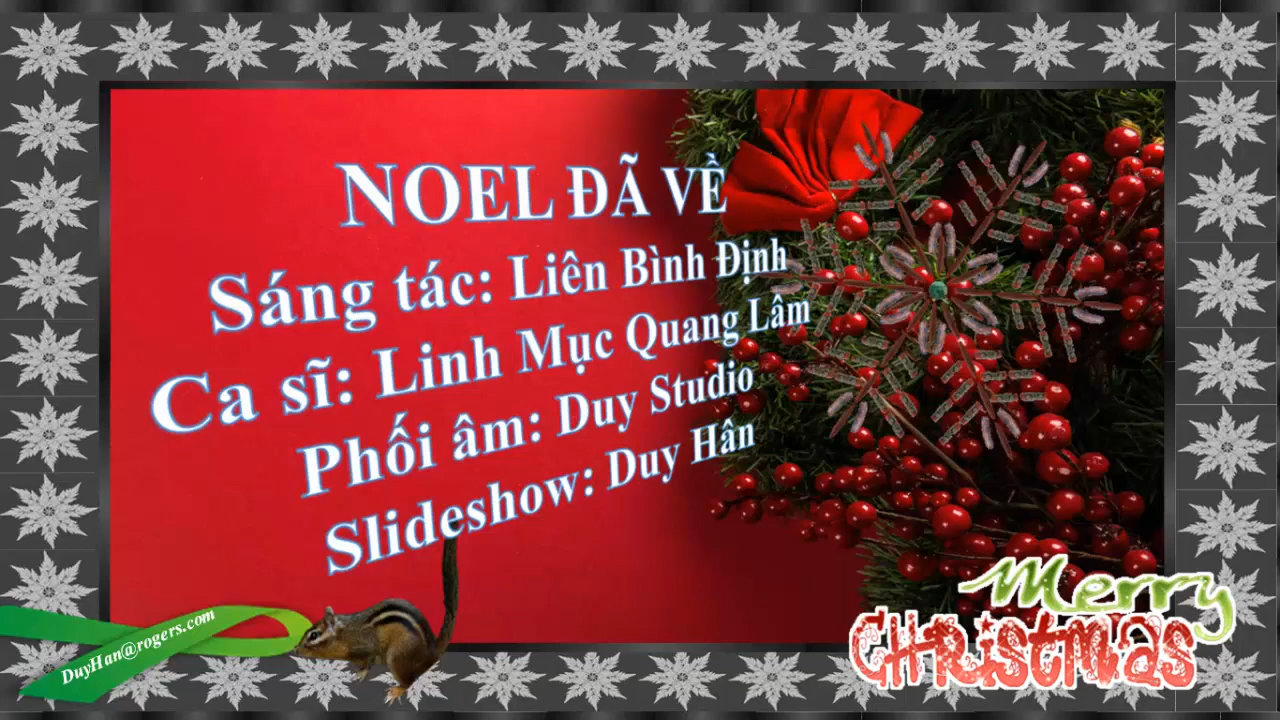 NOEL ĐÃ VỀ
Sáng tác: Liên Bình Định
Ca sĩ: Linh Mục Quang Lâm
Phối âm: Duy Studio
Slideshow: Duy Hân
DuyHan@rogers.com
Merry
CHRISTMAS